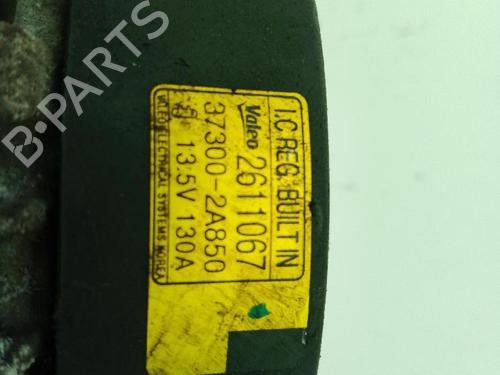 I.C REG. BUILT IN
Valeo 2611067
37300-2A850
13.5V 130A
VALEO ELECTRICAL SYSTEMS KOREA
B-PARTS